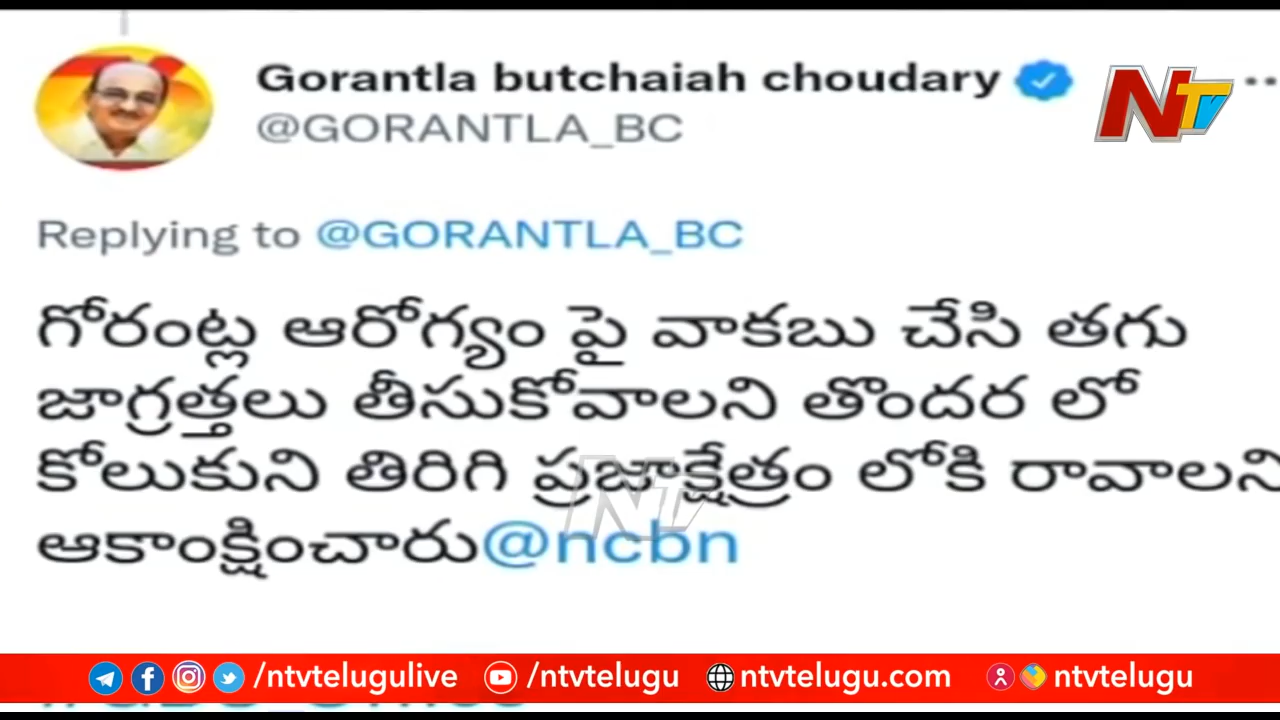 Gorantla butchaiah choudary
NTV
@GORANTLA_BC
Replying to @GORANTLA_BC
గోరంట్ల ఆరోగ్యం పై వాకబు చేసి తగు
జాగ్రత్తలు తీసుకోవాలని తొందర లో
కోలుకుని తిరిగి ప్రజాక్షేత్రం లోకి రావాలని
NTV
ఆకాంక్షించారు@ncbn
/ntvtelugulive /ntvtelugu ntvtelugu.com ntvtelugu